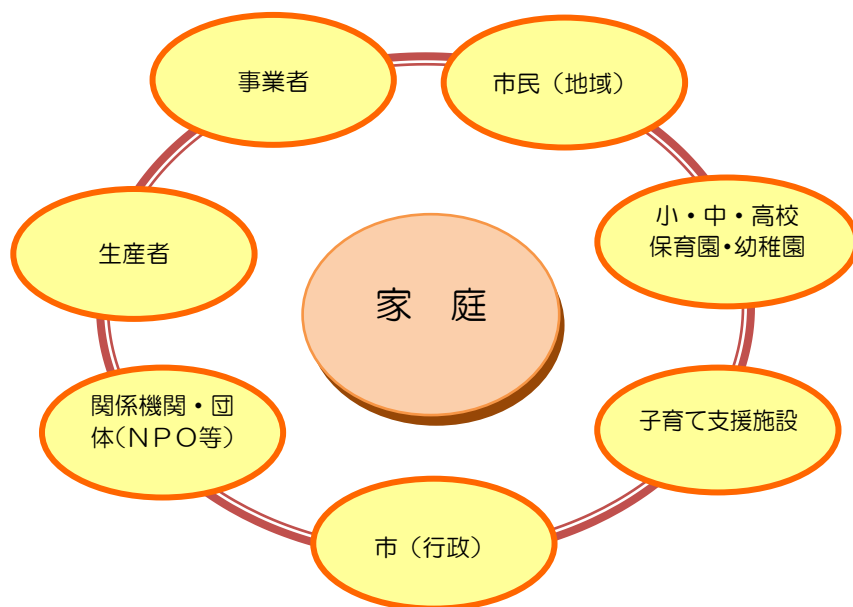 事業者
市民（地域）
小・中・高校
保育園・幼稚園
生産者
家　庭
関係機関・団
体(ＮＰＯ等)
子育て支援施設
市（行政）